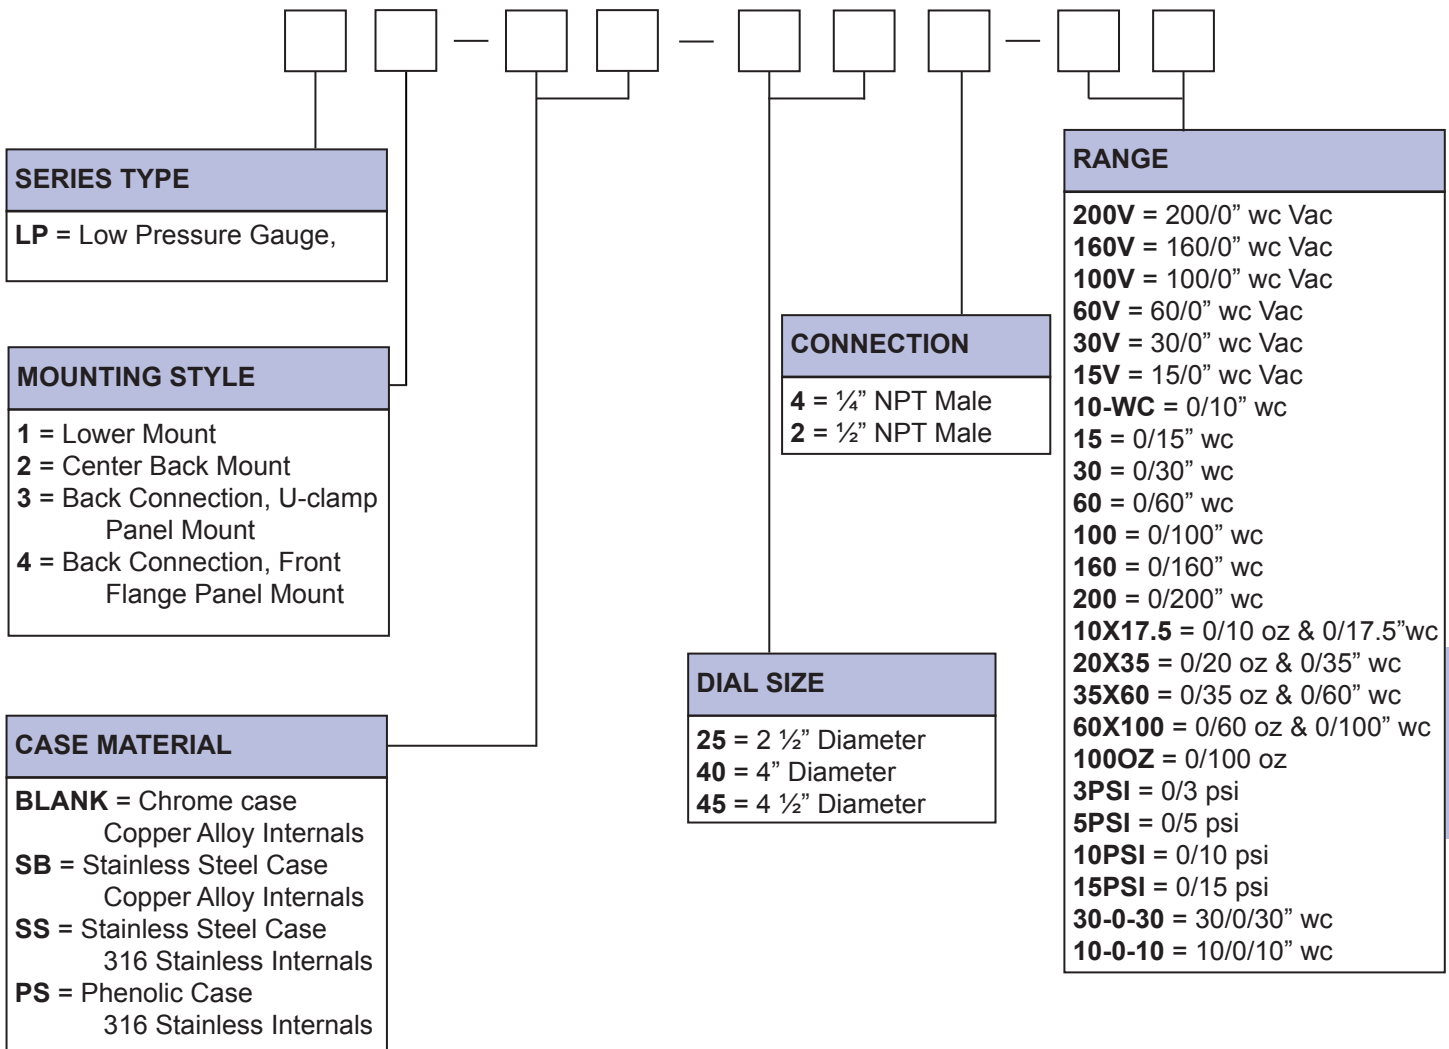 SERIES TYPE
LP = Low Pressure Gauge,
MOUNTING STYLE
1 = Lower Mount
2 = Center Back Mount
3 = Back Connection, U-clamp
Panel Mount
4 = Back Connection, Front
Flange Panel Mount
CASE MATERIAL
BLANK = Chrome case
Copper Alloy Internals
SB = Stainless Steel Case
Copper Alloy Internals
SS = Stainless Steel Case
316 Stainless Internals
PS = Phenolic Case
316 Stainless Internals
DIAL SIZE
25 = 2 ½” Diameter
40 = 4” Diameter
45 = 4 ½” Diameter
CONNECTION
4 = ¼” NPT Male
2 = ½” NPT Male
RANGE
200V = 200/0” wc Vac
160V = 160/0” wc Vac
100V = 100/0” wc Vac
60V = 60/0” wc Vac
30V = 30/0” wc Vac
15V = 15/0” wc Vac
10-WC = 0/10” wc
15 = 0/15” wc
30 = 0/30” wc
60 = 0/60” wc
100 = 0/100” wc
160 = 0/160” wc
200 = 0/200” wc
10X17.5 = 0/10 oz & 0/17.5”wc
20X35 = 0/20 oz & 0/35” wc
35X60 = 0/35 oz & 0/60” wc
60X100 = 0/60 oz & 0/100” wc
100OZ = 0/100 oz
3PSI = 0/3 psi
5PSI = 0/5 psi
10PSI = 0/10 psi
15PSI = 0/15 psi
30-0-30 = 30/0/30” wc
10-0-10 = 10/0/10” wc